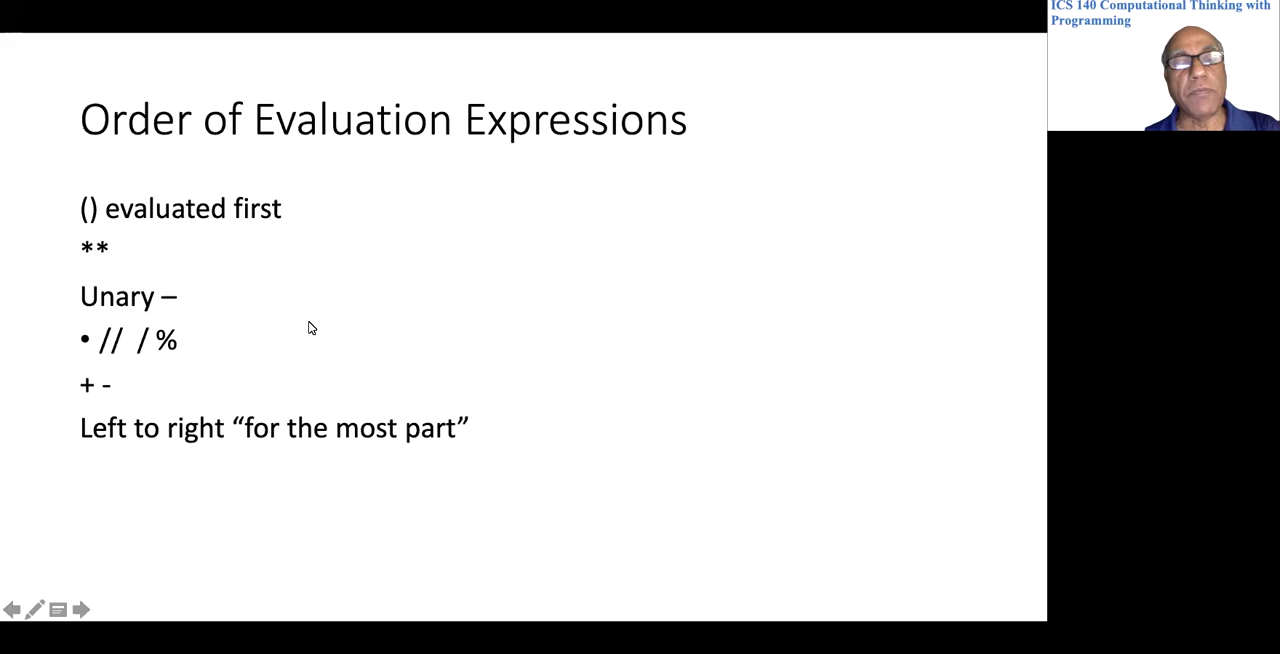 ICS 140 Computational Thinking with
Programming
Order of Evaluation Expressions
() evaluated first
**
Unary –
• // / %
+ -
Left to right “for the most part”